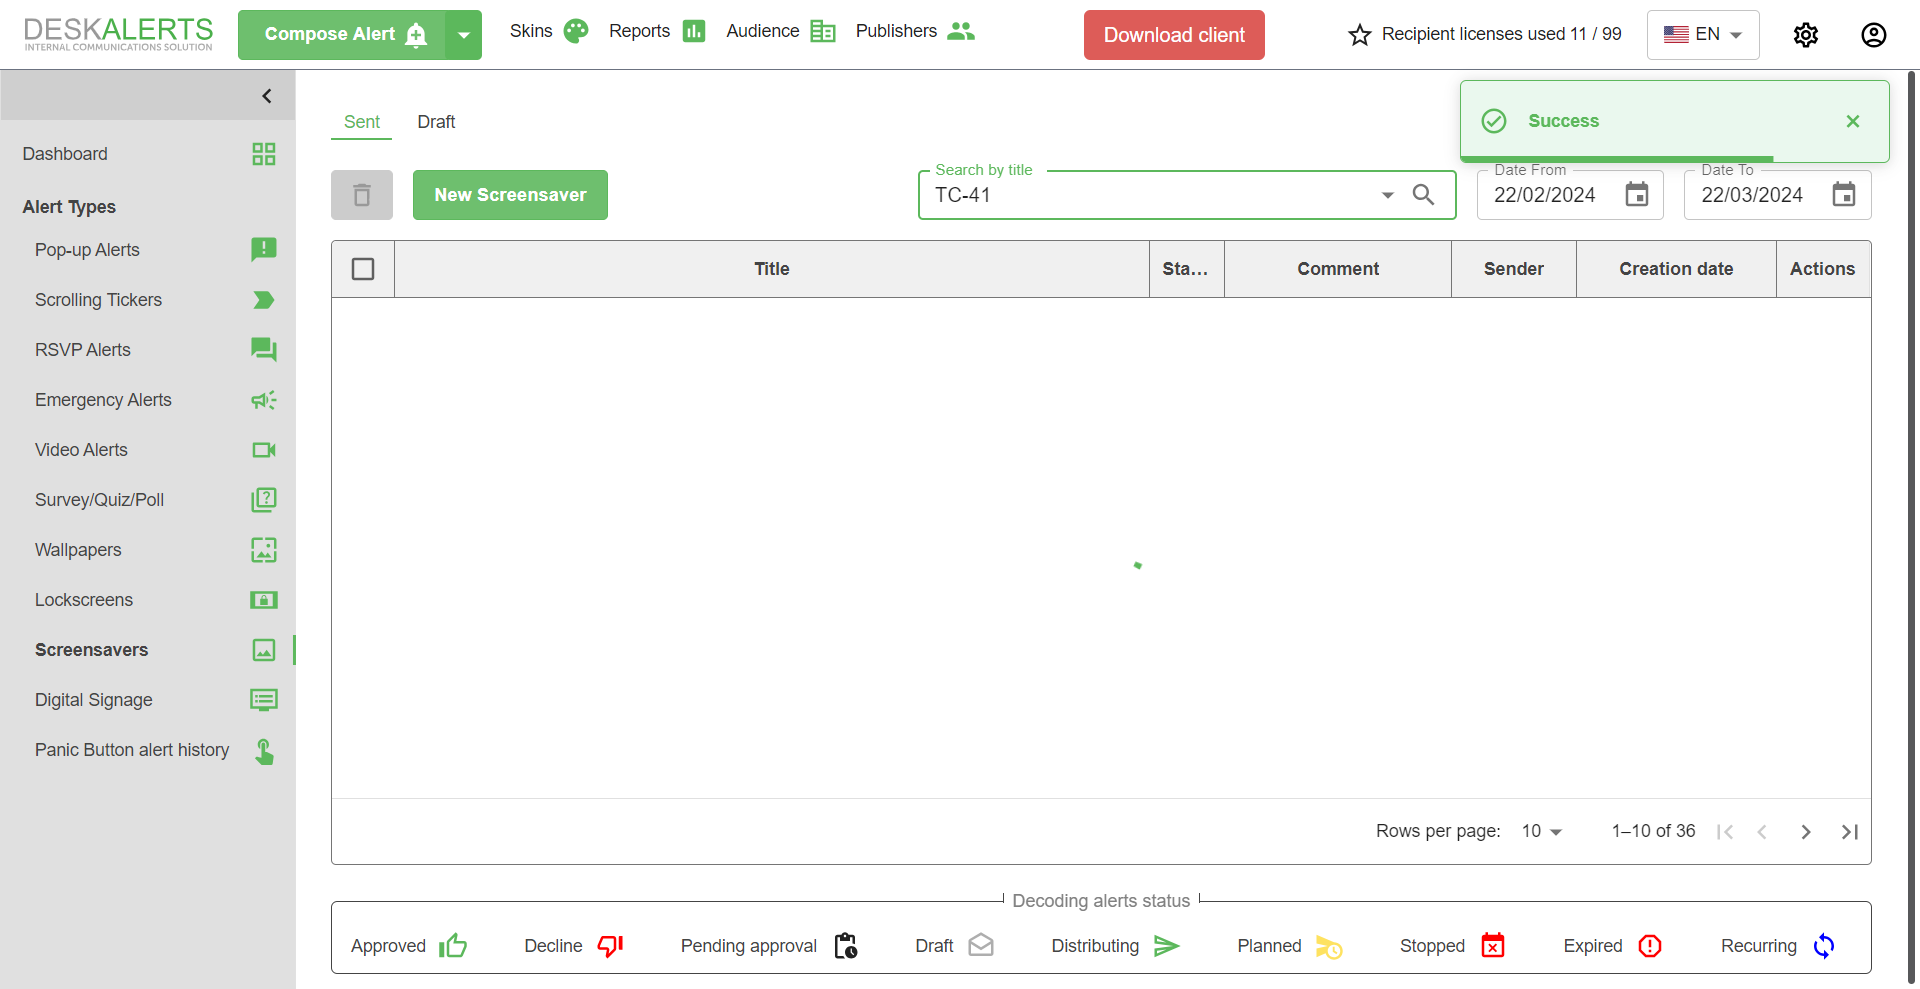 DESKALERTS
INTERNAL COMMUNICATIONS SOLUTION
Compose Alert
Skins
Reports
Audience
Publishers
Download client
Recipient licenses used 11 / 99
EN
Success
Dashboard
Alert Types
Pop-up Alerts
Scrolling Tickers
RSVP Alerts
Emergency Alerts
Video Alerts
Survey/Quiz/Poll
Wallpapers
Lockscreens
Screensavers
Digital Signage
Panic Button alert history
Sent
Draft
New Screensaver
Search by title
TC-41
Date From
22/02/2024
Date To
22/03/2024
Title
Sta...
Comment
Sender
Creation date
Actions
Rows per page:
10
1–10 of 36
Decoding alerts status
Approved
Decline
Pending approval
Draft
Distributing
Planned
Stopped
Expired
Recurring